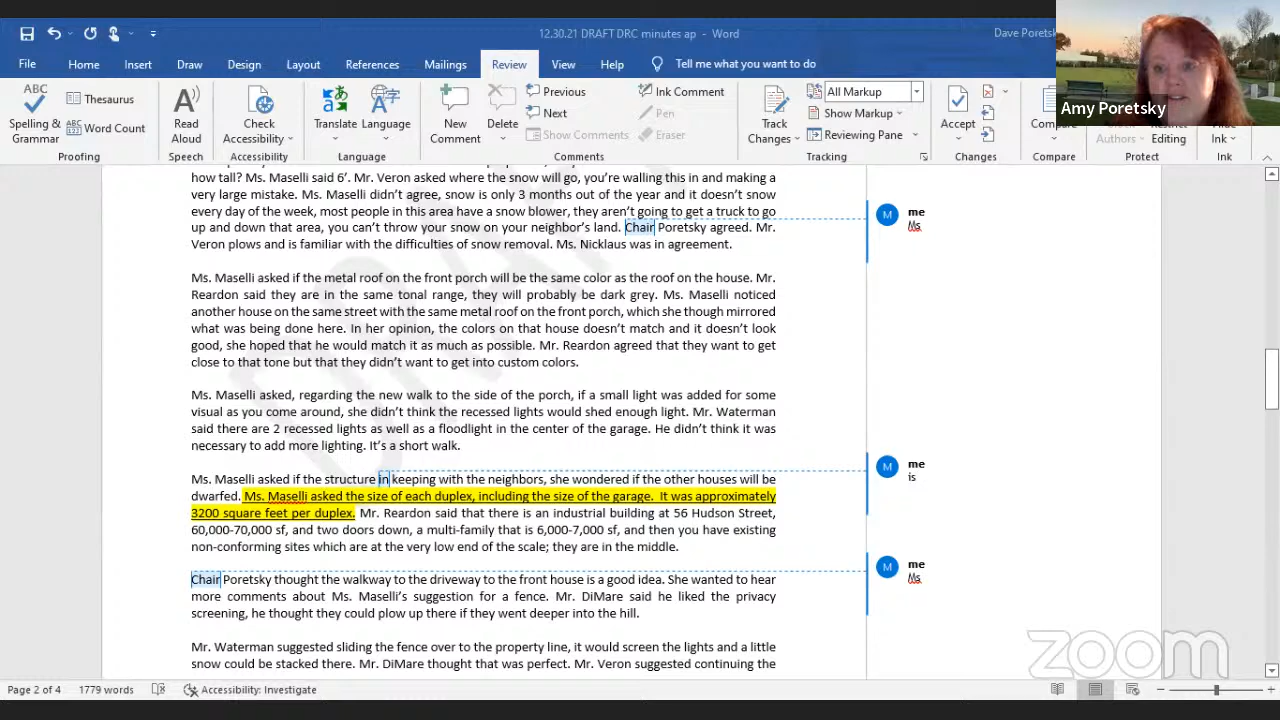 12.30.21 DRAFT DRC minutes ap - Word
Dave Poretsk
File Home Insert Draw Design Layout References Mailings Review View Help Tell me what you want to do
Amy Poretsky
ABC Spelling & Grammar
Thesaurus
Word Count
Proofing
Read Aloud
Speech
Check Accessibility
Accessibility
Translate Language
Language
New Comment
Delete
Previous
Next
Show Comments
Ink Comment
Pen
Eraser
Comments
Track Changes
All Markup
Show Markup
Reviewing Pane
Tracking
Accept
Changes
Compare
Compare
Authors
Restrict Editing
Protect
Ink
Ink
how tall? Ms. Maselli said 6’. Mr. Veron asked where the snow will go, you’re walling this in and making a
very large mistake. Ms. Maselli didn’t agree, snow is only 3 months out of the year and it doesn’t snow
every day of the week, most people in this area have a snow blower, they aren’t going to get a truck to go
up and down that area, you can’t throw your snow on your neighbor’s land. Chair Poretsky agreed. Mr.
Veron plows and is familiar with the difficulties of snow removal. Ms. Nicklaus was in agreement.
me
Ms
Ms. Maselli asked if the metal roof on the front porch will be the same color as the roof on the house. Mr.
Reardon said they are in the same tonal range, they will probably be dark grey. Ms. Maselli noticed
another house on the same street with the same metal roof on the front porch, which she though mirrored
what was being done here. In her opinion, the colors on that house doesn’t match and it doesn’t look
good, she hoped that he would match it as much as possible. Mr. Reardon agreed that they want to get
close to that tone but that they didn’t want to get into custom colors.
Ms. Maselli asked, regarding the new walk to the side of the porch, if a small light was added for some
visual as you come around, she didn’t think the recessed lights would shed enough light. Mr. Waterman
said there are 2 recessed lights as well as a floodlight in the center of the garage. He didn’t think it was
necessary to add more lighting. It’s a short walk.
Ms. Maselli asked if the structure in keeping with the neighbors, she wondered if the other houses will be
dwarfed. Ms. Maselli asked the size of each duplex, including the size of the garage. It was approximately
3200 square feet per duplex. Mr. Reardon said that there is an industrial building at 56 Hudson Street,
60,000-70,000 sf, and two doors down, a multi-family that is 6,000-7,000 sf, and then you have existing
non-conforming sites which are at the very low end of the scale; they are in the middle.
me
is
Chair Poretsky thought the walkway to the driveway to the front house is a good idea. She wanted to hear
more comments about Ms. Maselli’s suggestion for a fence. Mr. DiMare said he liked the privacy
screening, he thought they could plow up there if they went deeper into the hill.
me
Ms
Mr. Waterman suggested sliding the fence over to the property line, it would screen the lights and a little
snow could be stacked there. Mr. DiMare thought that was perfect. Mr. Veron suggested continuing the
zoom
Page 2 of 4 1779 words Accessibility: Investigate